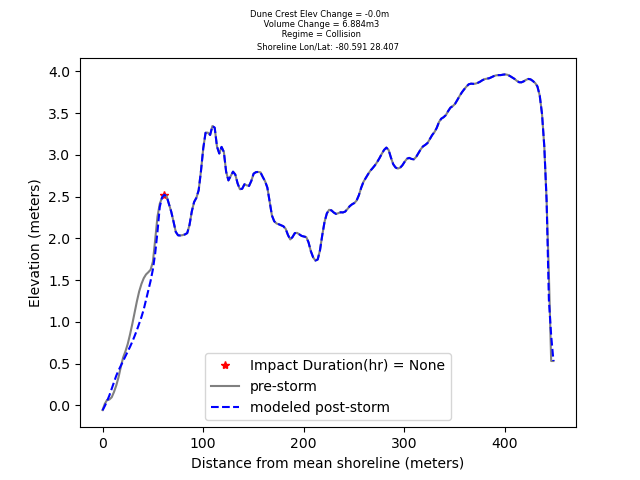 Dune Crest Elev Change = -0.0m
Volume Change = 6.884m3
Regime = Collision
Shoreline Lon/Lat: -80.591 28.407
4.0
3.5
3.0
2.5
2.0
1.5
1.0
0.5
0.0
Elevation (meters)
Impact Duration(hr) = None
pre-storm
modeled post-storm
0 100 200 300 400
Distance from mean shoreline (meters)